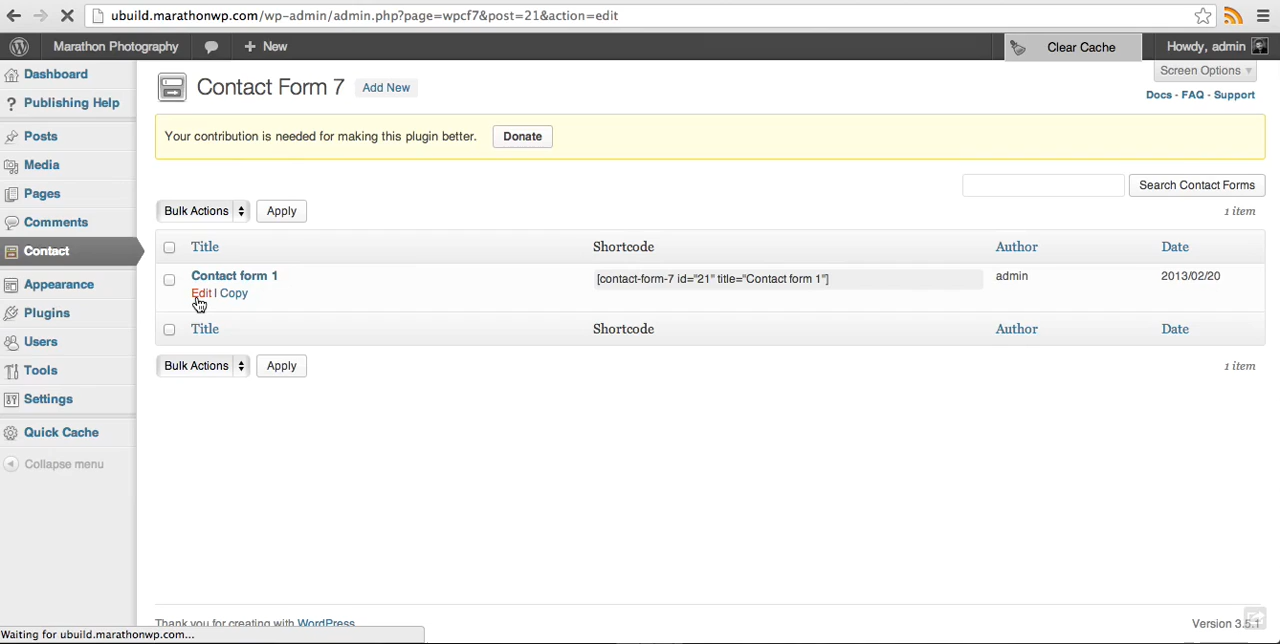 ubuild.marathonwp.com/wp-admin/admin.php?page=wpcf7&post=21&action=edit
Marathon Photography
+ New
Clear Cache
Howdy, admin
Dashboard
Publishing Help
Posts
Media
Pages
Comments
Contact
Appearance
Plugins
Users
Tools
Settings
Quick Cache
Collapse menu
Screen Options
Contact Form 7
Add New
Docs - FAQ - Support
Your contribution is needed for making this plugin better.
Donate
Search Contact Forms
Bulk Actions
Apply
1 item
Title
Shortcode
Author
Date
Contact form 1
[contact-form-7 id="21" title="Contact form 1"]
admin
2013/02/20
Edit | Copy
Title
Shortcode
Author
Date
Bulk Actions
Apply
1 item
Thank you for creating with WordPress
Version 3.5.1
Waiting for ubuild.marathonwp.com...